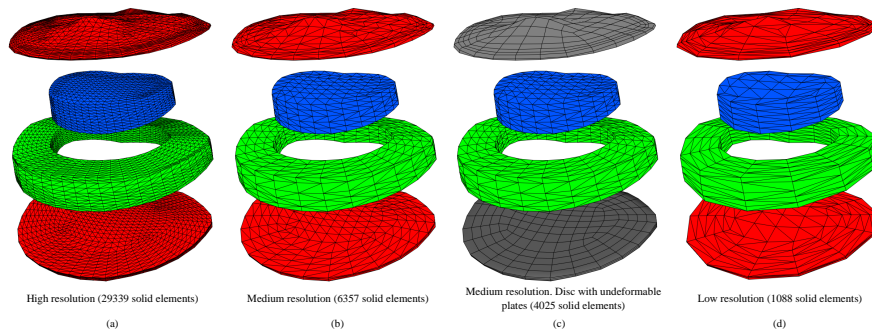 High resolution (29339 solid elements)
(a)
Medium resolution (6357 solid elements)
(b)
Medium resolution. Disc with undeformable
plates (4025 solid elements)
(c)
Low resolution (1088 solid elements)
(d)